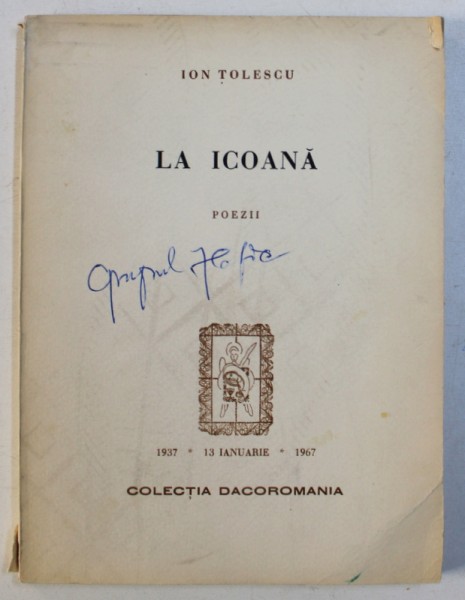 ION ȚOLESCU
LA ICOANĂ
POEZII
1937 * 13 IANUARIE * 1967
COLECȚIA DACOROMANIA